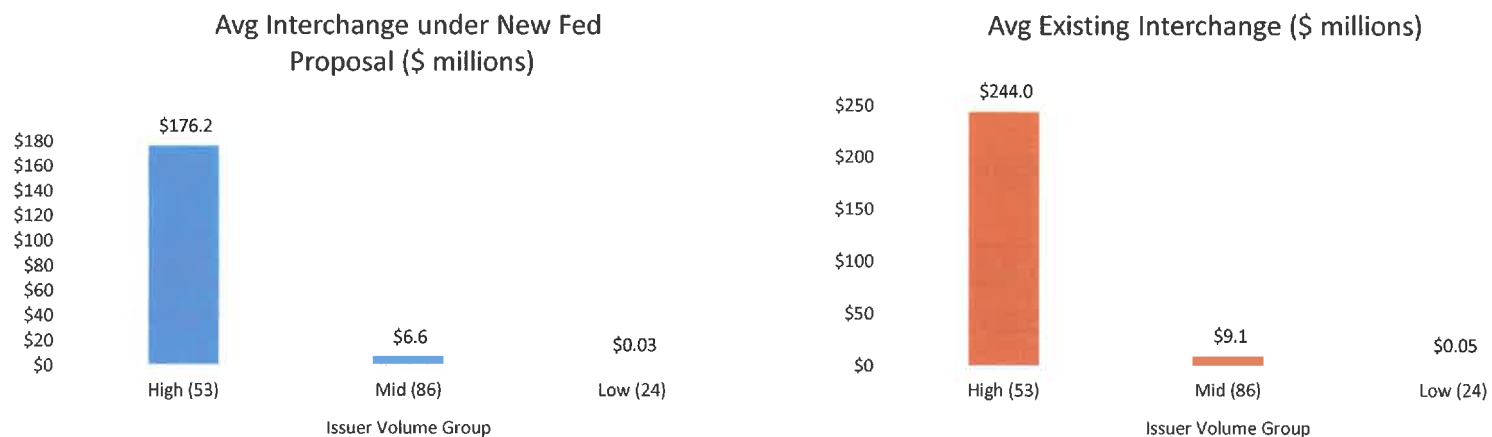 Avg Interchange under New Fed
Proposal ($ millions)
$180
$160
$140
$120
$100
$80
$60
$40
$20
$0
$176.2
$6.6
$0.03
High (53)
Mid (86)
Low (24)
Issuer Volume Group
Avg Existing Interchange ($ millions)
$250
$200
$150
$100
$50
$0
$244.0
$9.1
$0.05
High (53)
Mid (86)
Low (24)
Issuer Volume Group